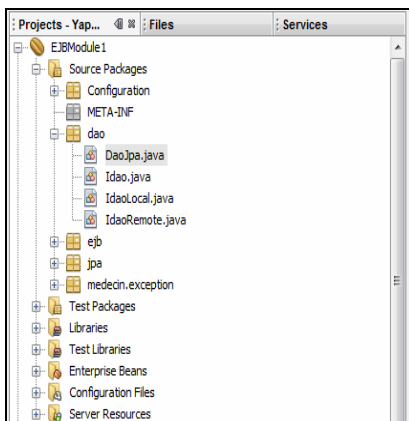 Projects - Yap... Files Services
EJBModule1
Source Packages
Configuration
META-INF
dao
DaoJpa.java
Idao.java
IdaoLocal.java
IdaoRemote.java
ejb
jpa
medecin.exception
Test Packages
Libraries
Test Libraries
Enterprise Beans
Configuration Files
Server Resources